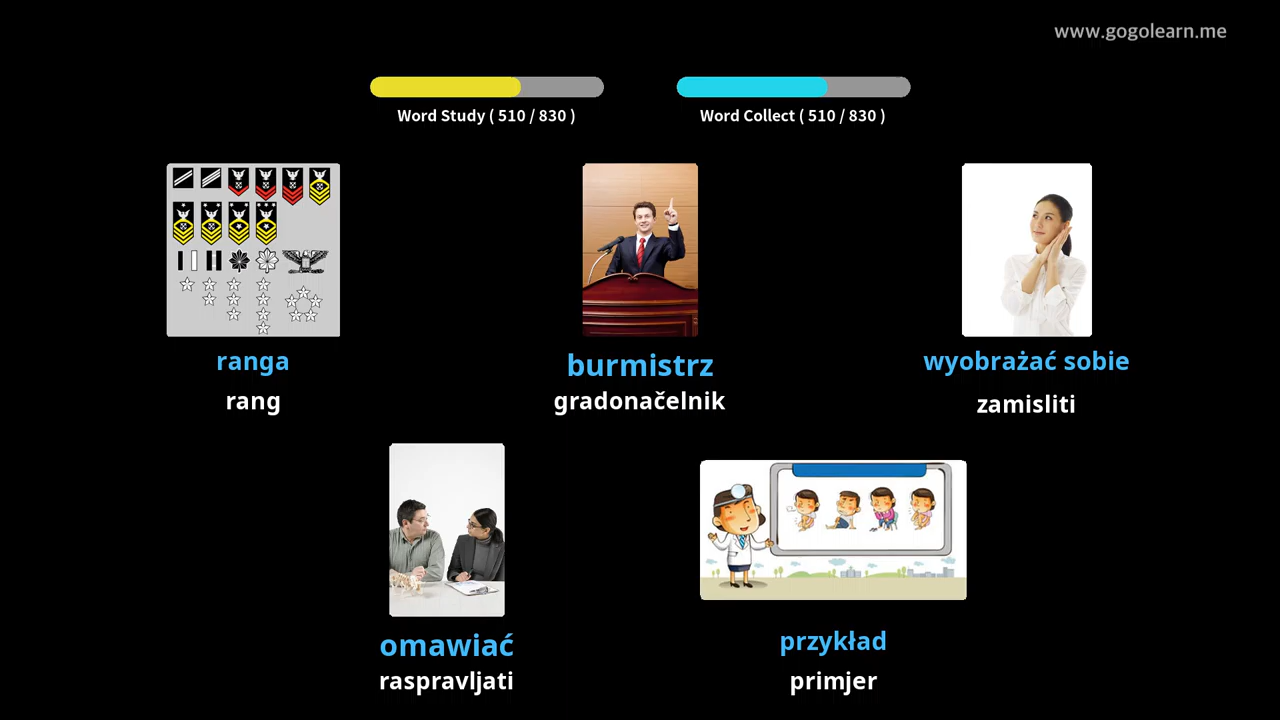 www.gogolearn.me
Word Study ( 510 / 830 )
Word Collect ( 510 / 830 )
ranga
rang
burmistrz
gradonačelnik
wyobrażać sobie
zamisliti
omawiać
raspravljati
przykład
primjer